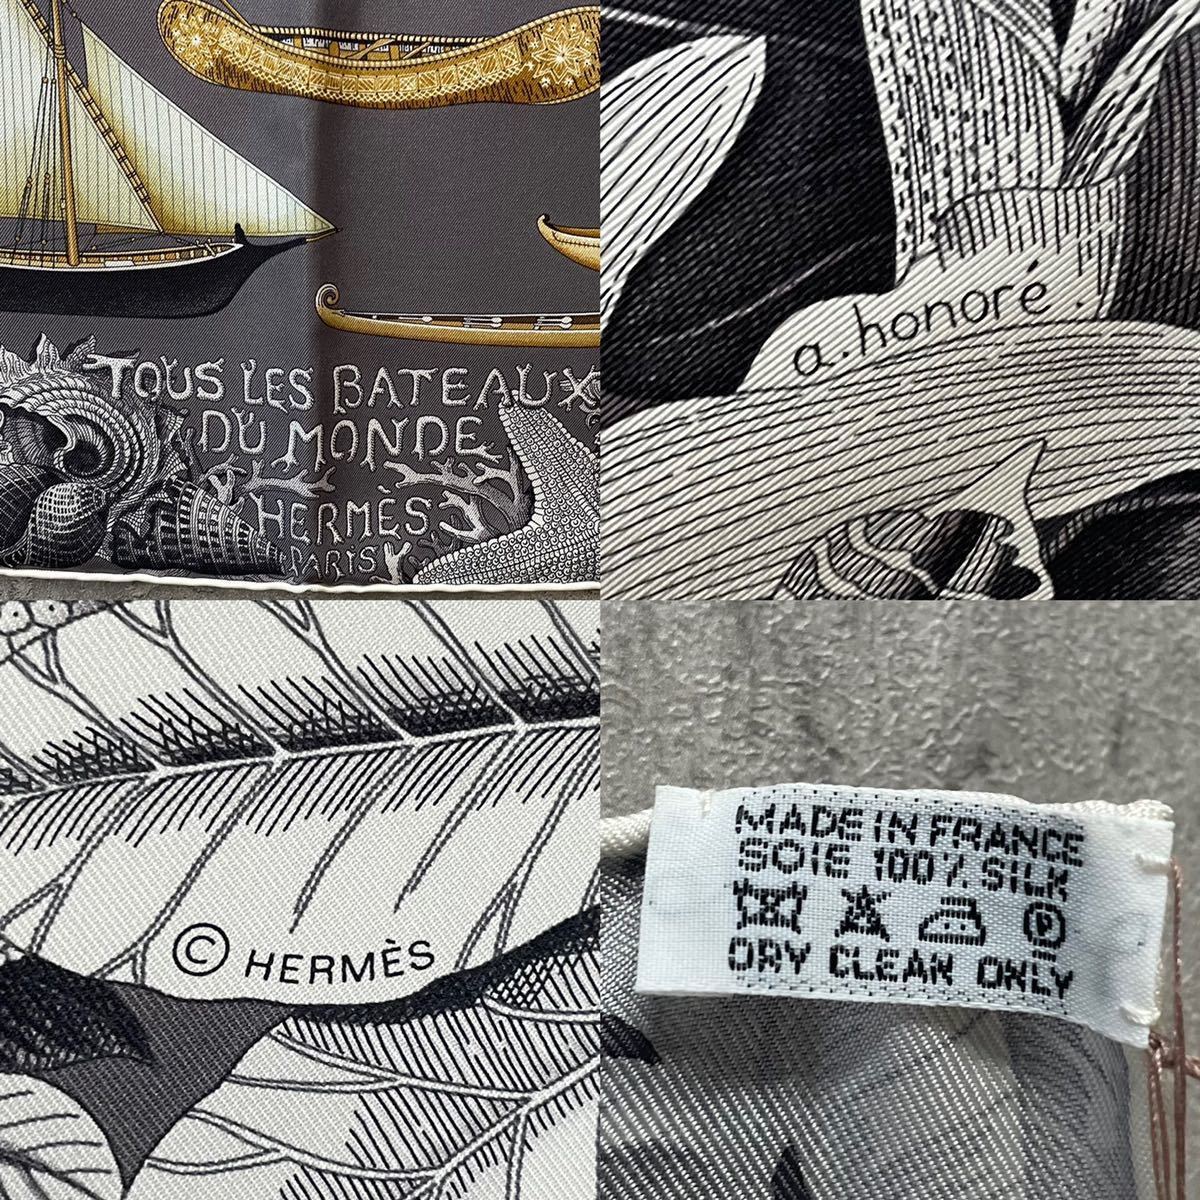 TOUS LES BATEAUX
DU MONDE
HERMÈS
PARIS
a. honoré.
© HERMÈS
MADE IN FRANCE
SOIE 100% SILK
P
DRY CLEAN ONLY